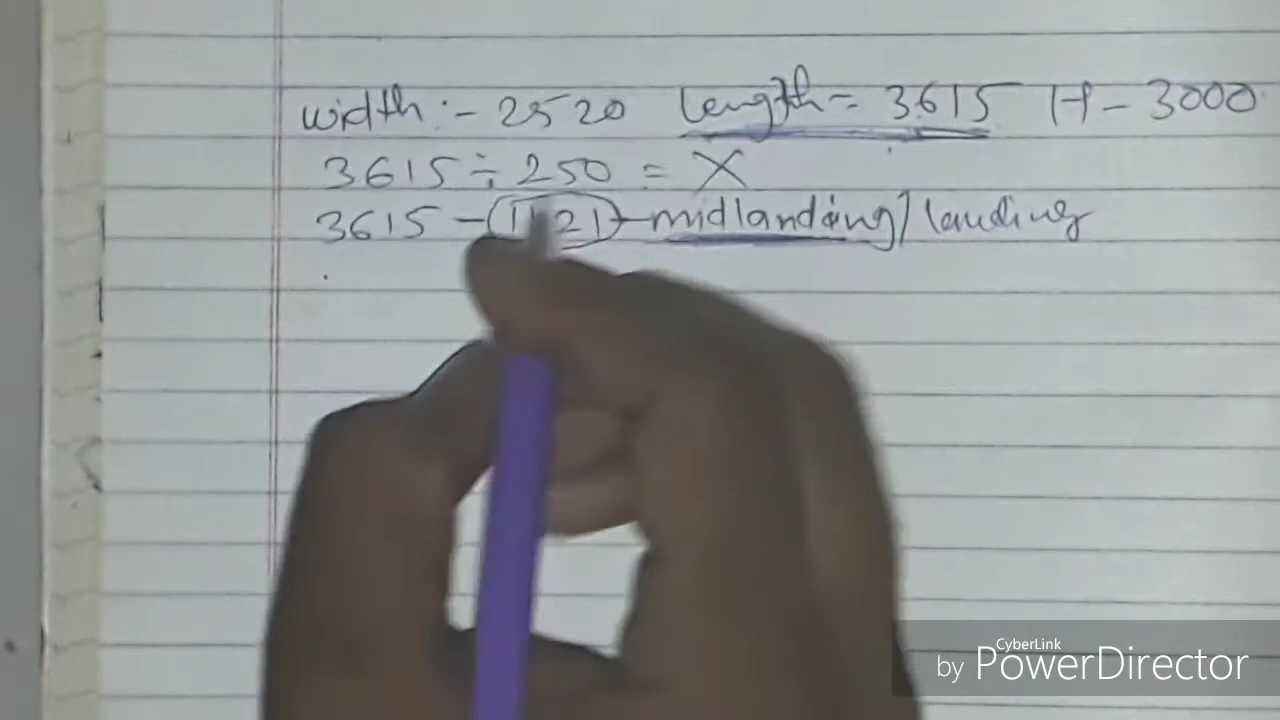 width :- 2520 length = 3615 H - 3000
3615 ÷ 250 = X
3615 - 1121 - midlanding / landing
by CyberLink PowerDirector